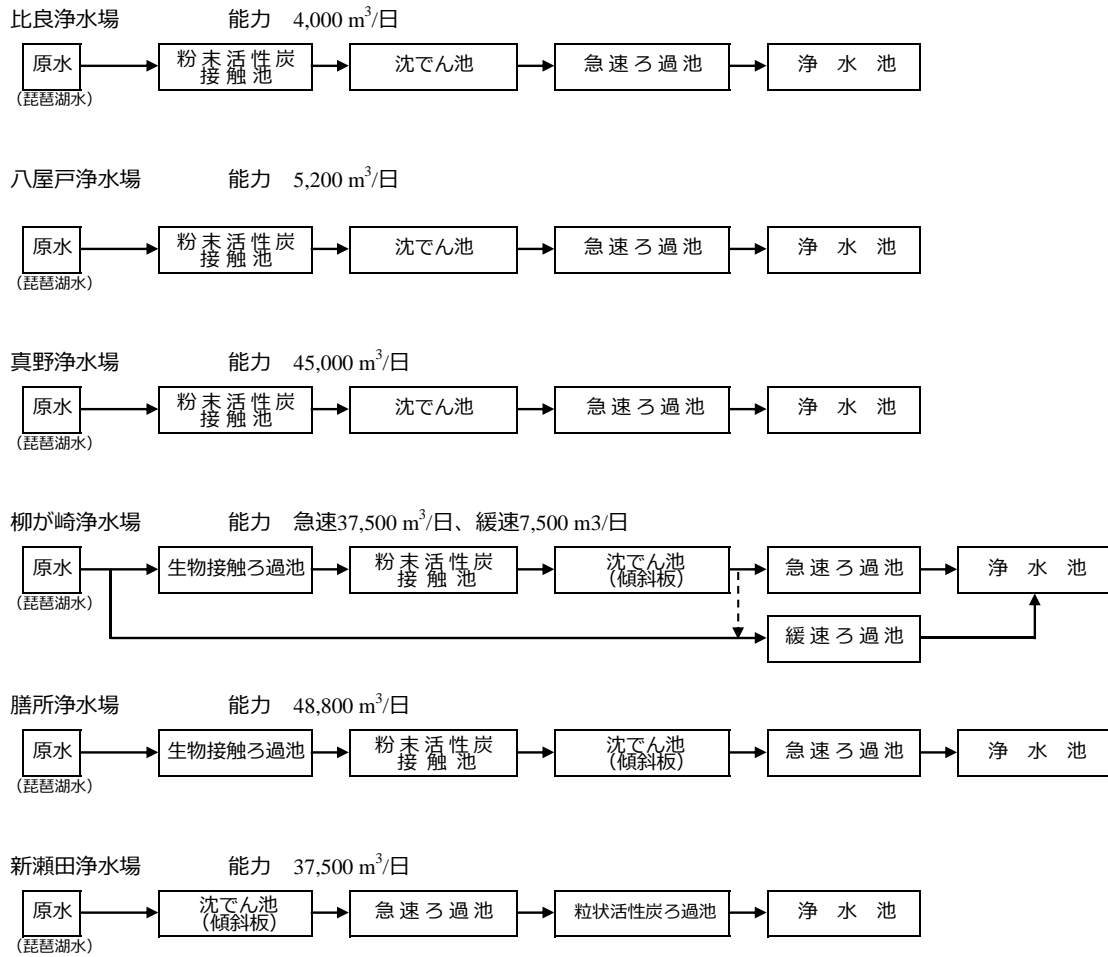 比良浄水場 能力 4,000 m³/日
原水 粉末活性炭接触池 沈でん池 急速ろ過池 浄水池
(琵琶湖水)
八屋戸浄水場 能力 5,200 m³/日
原水 粉末活性炭接触池 沈でん池 急速ろ過池 浄水池
(琵琶湖水)
真野浄水場 能力 45,000 m³/日
原水 粉末活性炭接触池 沈でん池 急速ろ過池 浄水池
(琵琶湖水)
柳が崎浄水場 能力 急速37,500 m³/日、緩速7,500 m3/日
原水 生物接触ろ過池 粉末活性炭接触池 沈でん池(傾斜板) 急速ろ過池 浄水池
(琵琶湖水)
緩速ろ過池
膳所浄水場 能力 48,800 m³/日
原水 生物接触ろ過池 粉末活性炭接触池 沈でん池(傾斜板) 急速ろ過池 浄水池
(琵琶湖水)
新瀬田浄水場 能力 37,500 m³/日
原水 沈でん池(傾斜板) 急速ろ過池 粒状活性炭ろ過池 浄水池
(琵琶湖水)